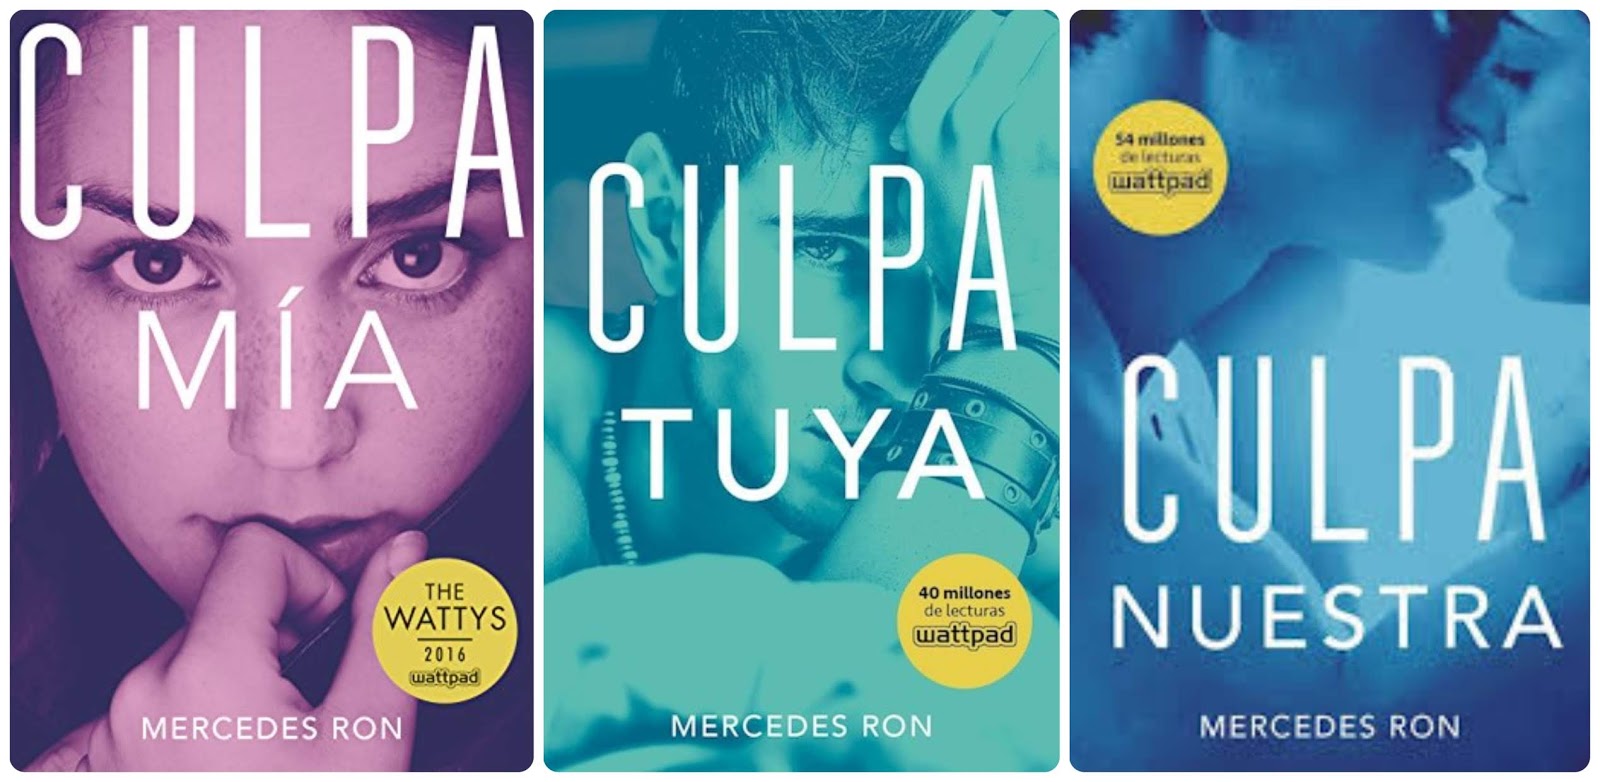 CULPA
MÍA
THE
WATTYS
2016
wattpad
MERCEDES RON
CULPA
TUYA
40 millones
de lecturas
wattpad
MERCEDES RON
54 millones
de lecturas
wattpad
CULPA
NUESTRA
MERCEDES RON